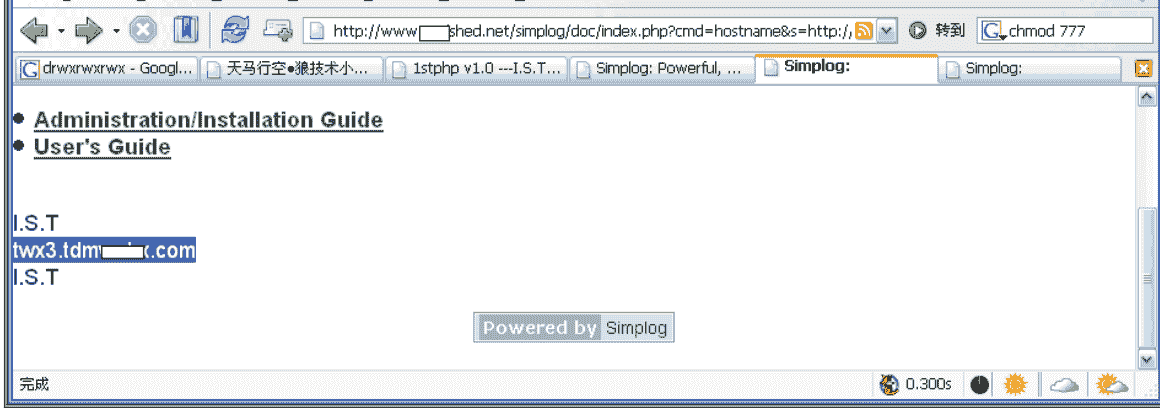 http://www shed.net/simplog/doc/index.php?cmd=hostname&s=http:/
转到
chmod 777
drwxrwxrwx - Googl...
天马行空●狼技术小...
1stphp v1.0 ---I.S.T...
Simplog: Powerful, ...
Simplog:
Simplog:
Administration/Installation Guide
User's Guide
I.S.T
twx3.tdm .com
I.S.T
Powered by Simplog
完成
0.300s